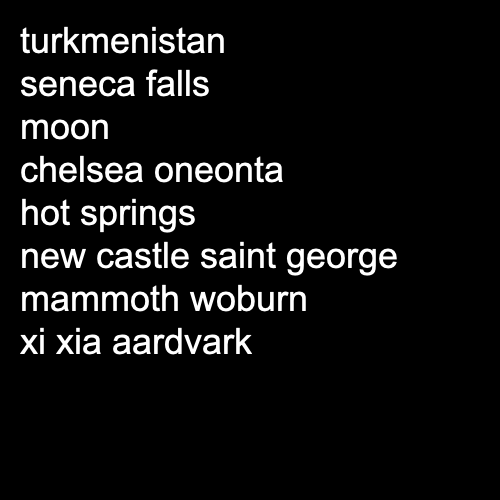 turkmenistan
seneca falls
moon
chelsea oneonta
hot springs
new castle saint george
mammoth woburn
xi xia aardvark